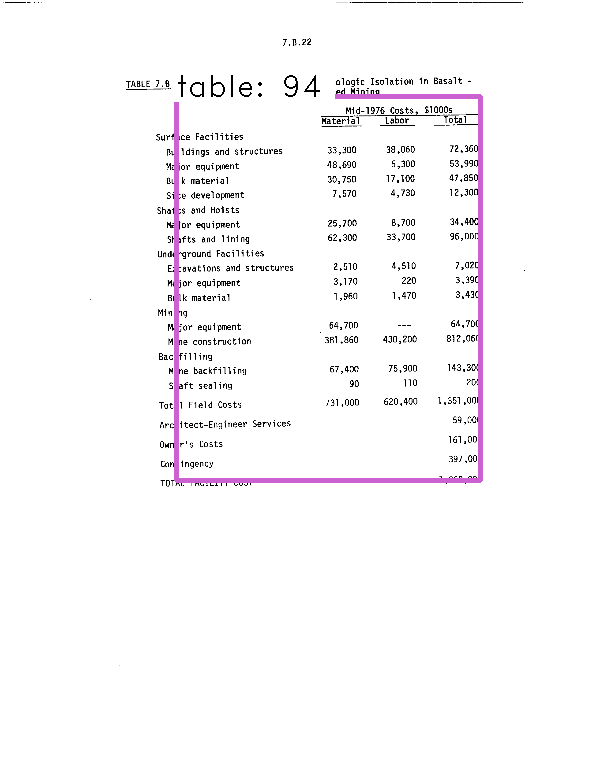 7.B.22
TABLE 7.B table: 94 ologic Isolation in Basalt -
ed Mining
Mid-1976 Costs, $1000s
Material Labor Total
Surface Facilities
Buildings and structures 33,300 38,060 72,360
Major equipment 48,690 5,300 53,990
Bulk material 30,750 17,100 47,850
Site development 7,570 4,730 12,300
Shafts and Hoists
Major equipment 25,700 8,700 34,400
Shafts and lining 62,300 33,700 96,000
Underground Facilities
Excavations and structures 2,510 4,510 7,020
Major equipment 3,170 220 3,390
Bulk material 1,960 1,470 3,430
Mining
Major equipment 64,700 --- 64,700
Mine construction 381,860 430,200 812,060
Backfilling
Mine backfilling 67,400 75,900 143,300
Shaft sealing 90 110 200
Total Field Costs 731,000 620,400 1,351,000
Architect-Engineer Services 59,00
Owner's Costs 161,00
Contingency 397,00
TOTAL FACILITY COST